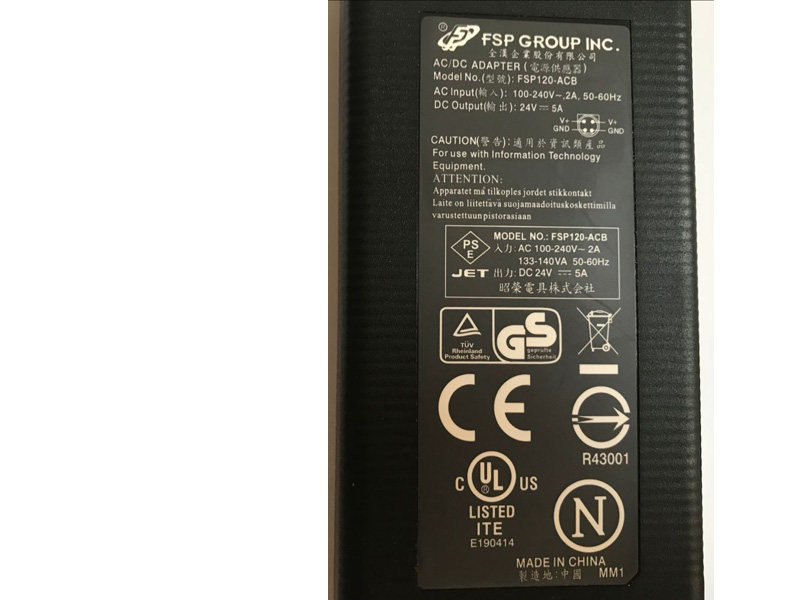 ® FSP GROUP INC.
全漢企業股份有限公司
AC/DC ADAPTER (電源供應器)
Model No.(型號): FSP120-ACB
AC Input(輸入): 100-240V~,2A, 50-60Hz
DC Output(輸出): 24V⎓5A
V+ V+
GND GND
CAUTION(警告): 適用於資訊類產品
For use with Information Technology
Equipment.
ATTENTION:
Apparatet må tilkoples jordet stikkontakt
Laite on liitettävä suojamaadoituskoskettimilla
varustettuunpistorasiaan
PS
E
JET
MODEL NO.: FSP120-ACB
入力: AC 100-240V~ 2A
133-140VA 50-60Hz
出力: DC 24V ⎓ 5A
昭榮電具株式会社
TÜV
Rheinland
Product Safety
GS
geprüfte
Sicherheit
CE
R43001
C UL® US
LISTED
ITE
E190414
N
MADE IN CHINA
製造地:中國 MM1